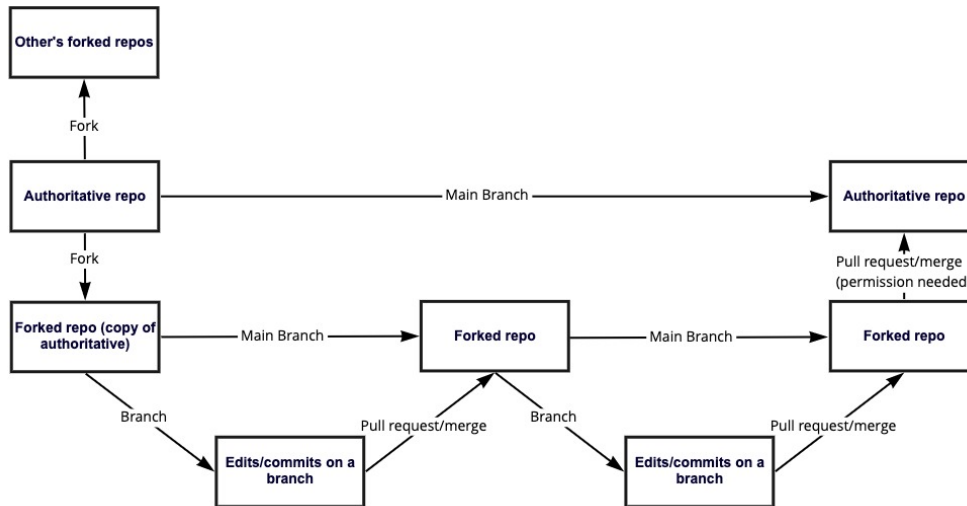 Other's forked repos
Fork
Authoritative repo
Main Branch
Authoritative repo
Fork
Pull request/merge
(permission needed
Forked repo (copy of
authoritative)
Main Branch
Forked repo
Main Branch
Forked repo
Branch
Pull request/merge
Branch
Pull request/merge
Edits/commits on a
branch
Edits/commits on a
branch